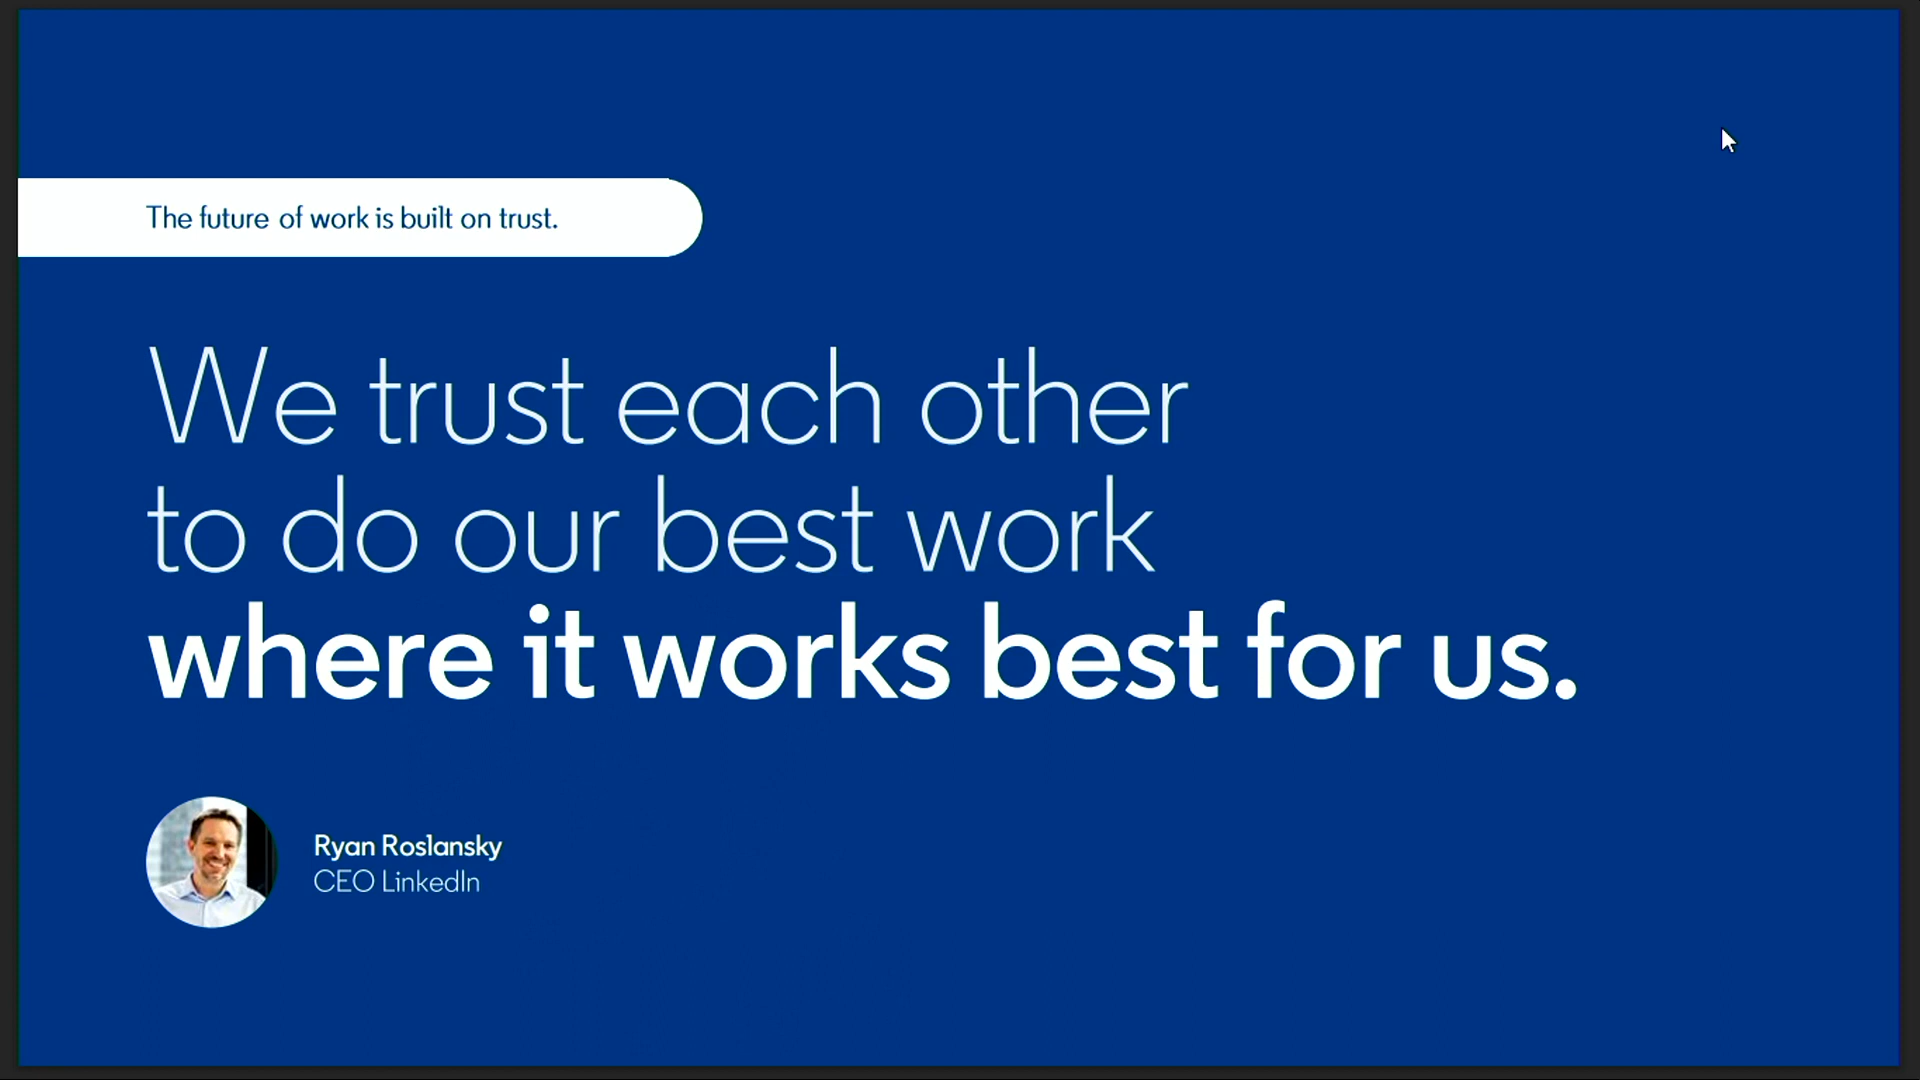 The future of work is built on trust.
We trust each other
to do our best work
where it works best for us.
Ryan Roslansky
CEO LinkedIn